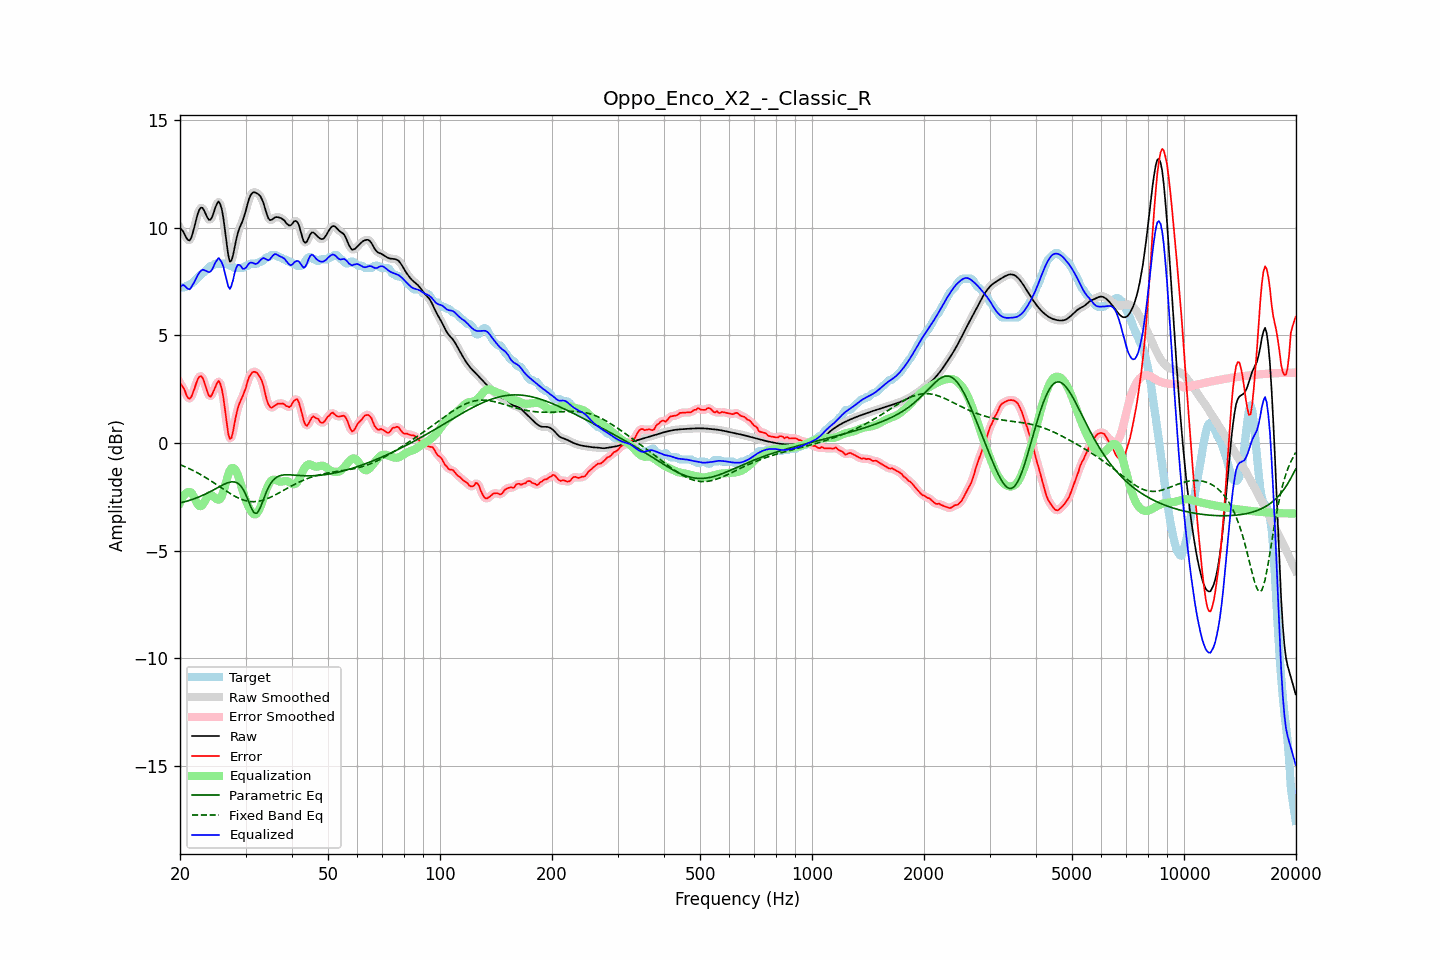 Oppo_Enco_X2_-_Classic_R
Amplitude (dBr)
15
10
5
0
−5
−10
−15
Target
Raw Smoothed
Error Smoothed
Raw
Error
Equalization
Parametric Eq
Fixed Band Eq
Equalized
20 50 100 200 500 1000 2000 5000 10000 20000
Frequency (Hz)